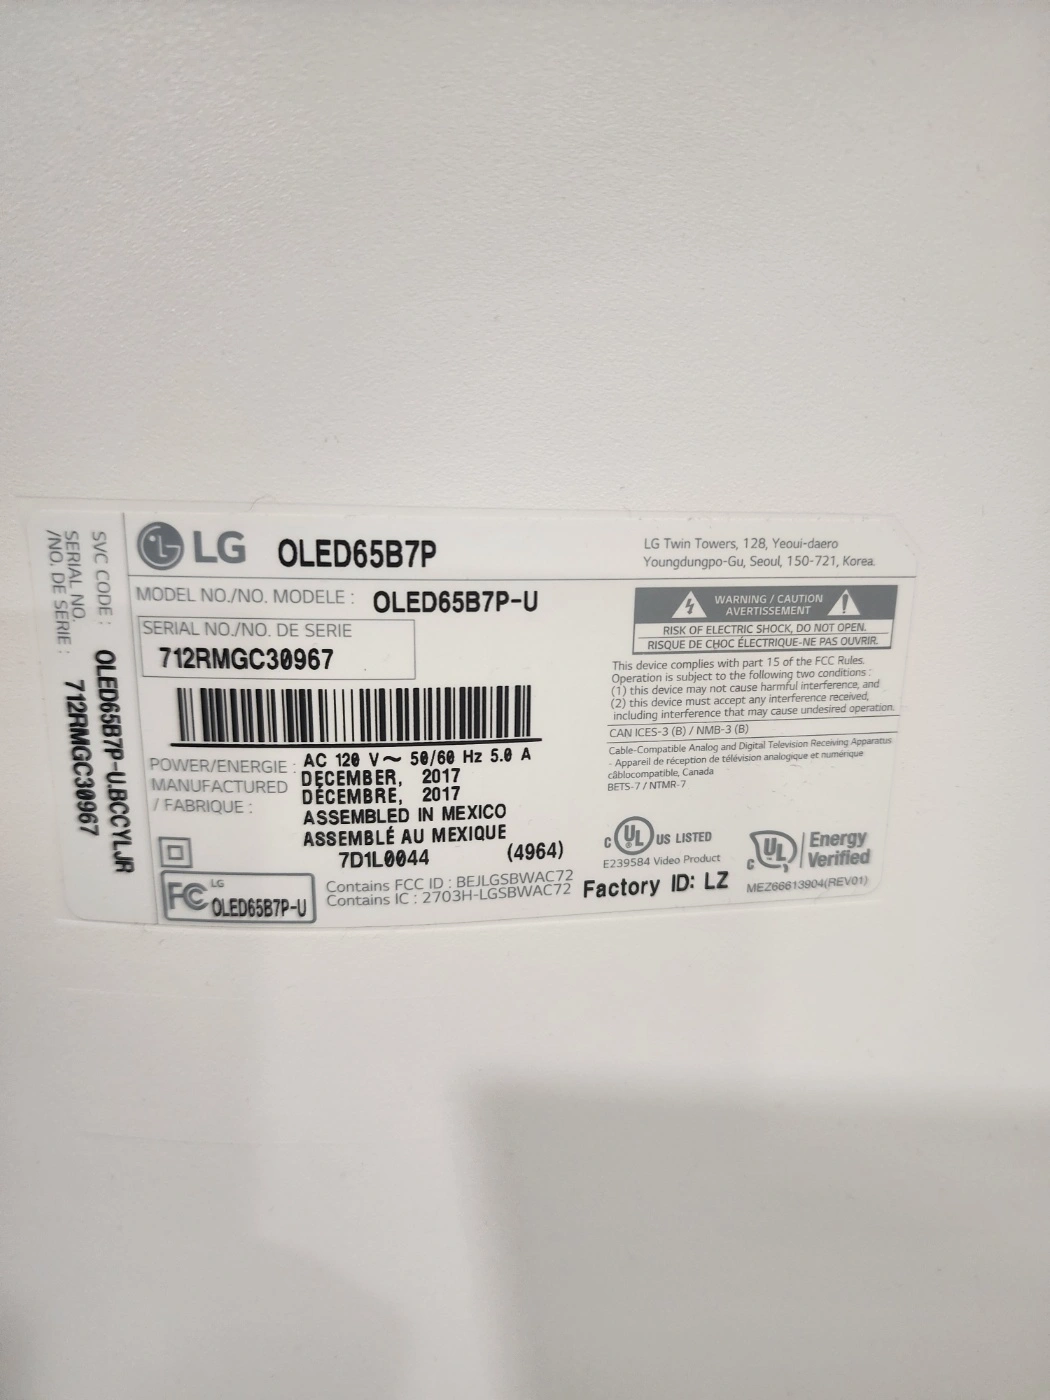 LG OLED65B7P
LG Twin Towers, 128, Yeoui-daero
Youngdungpo-Gu, Seoul, 150-721, Korea.
MODEL NO./NO. MODELE : OLED65B7P-U
SERIAL NO./NO. DE SERIE
712RMGC30967
POWER/ENERGIE : AC 120 V~ 50/60 Hz 5.0 A
MANUFACTURED DECEMBER, 2017
/ FABRIQUE : DÉCEMBRE, 2017
ASSEMBLED IN MEXICO
ASSEMBLÉ AU MEXIQUE
7D1L0044 (4964)
FC LG
OLED65B7P-U
Contains FCC ID : BEJLGSBWAC72
Contains IC : 2703H-LGSBWAC72
Factory ID: LZ
WARNING / CAUTION
AVERTISSEMENT
RISK OF ELECTRIC SHOCK, DO NOT OPEN.
RISQUE DE CHOC ÉLECTRIQUE-NE PAS OUVRIR.
This device complies with part 15 of the FCC Rules.
Operation is subject to the following two conditions :
(1) this device may not cause harmful interference, and
(2) this device must accept any interference received,
including interference that may cause undesired operation.
CAN ICES-3 (B) / NMB-3 (B)
Cable-Compatible Analog and Digital Television Receiving Apparatus
- Appareil de réception de télévision analogique et numérique
câblocompatible, Canada
BETS-7 / NTMR-7
c UL US LISTED
E239584 Video Product
c UL Energy
Verified
MEZ66613904(REV01)
SVC CODE : OLED65B7P-U.BCCYLJR
SERIAL NO.
/NO. DE SERIE : 712RMGC30967